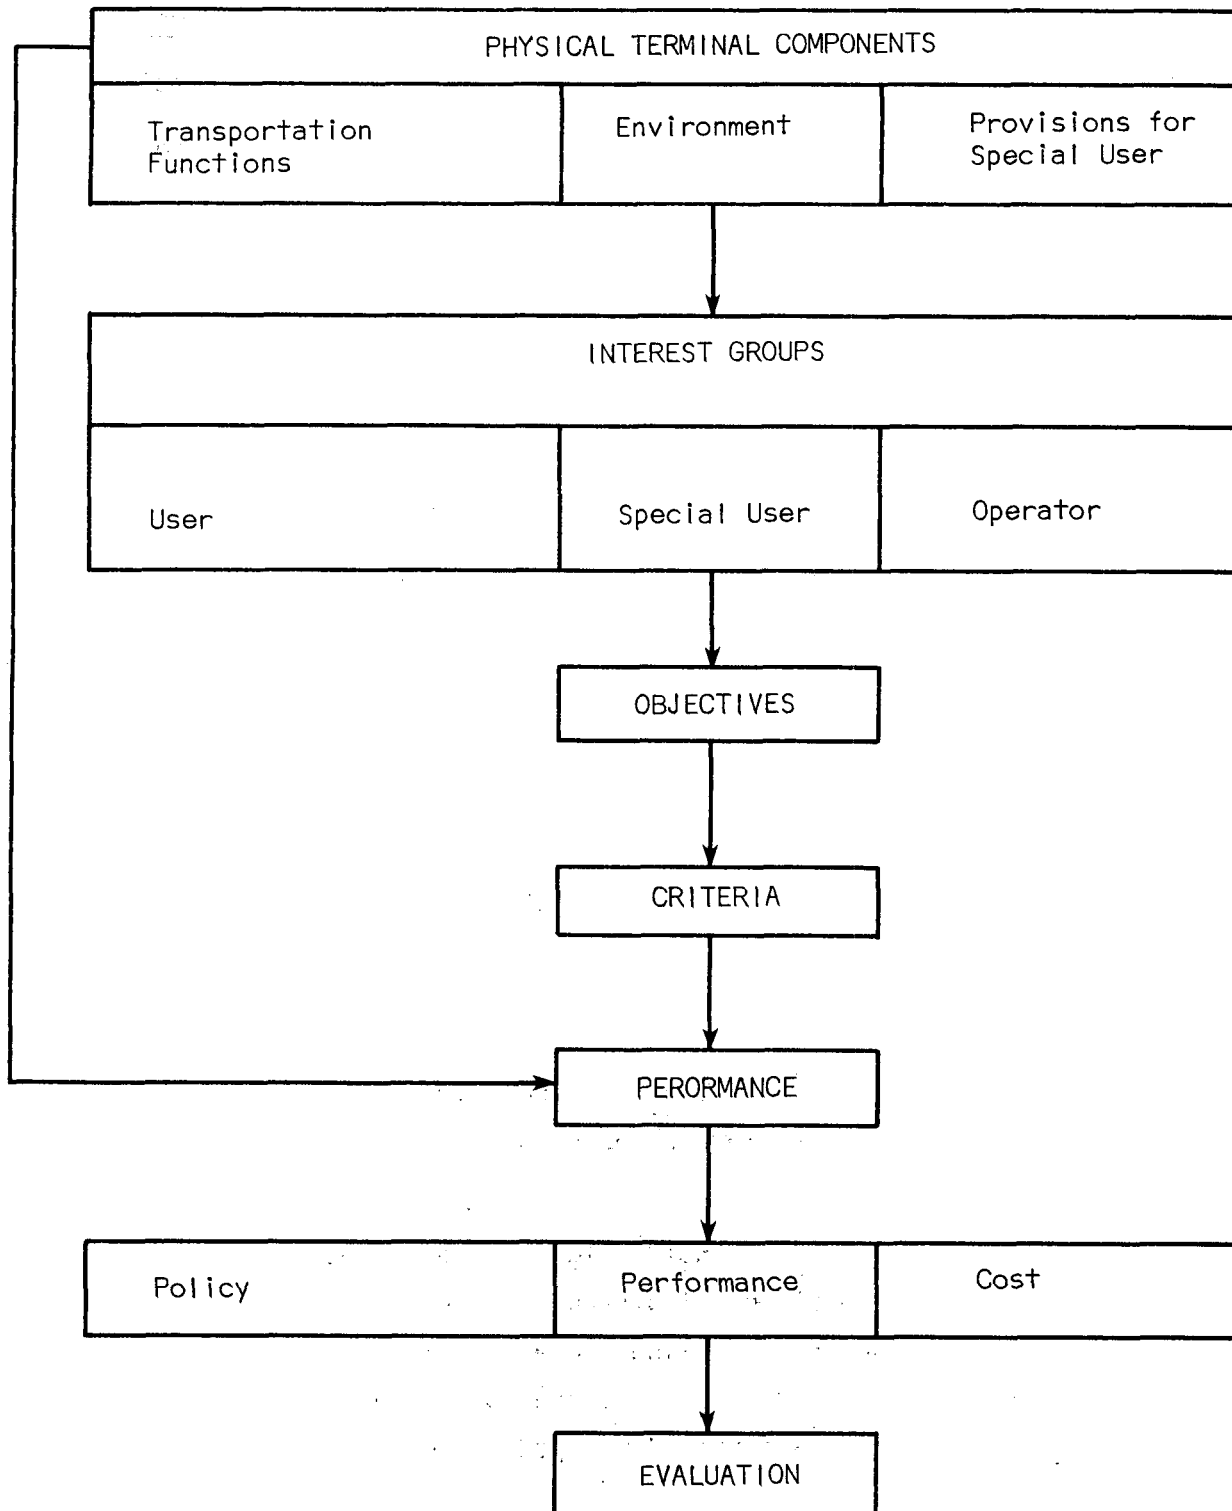 PHYSICAL TERMINAL COMPONENTS
Transportation
Functions
Environment
Provisions for
Special User
INTEREST GROUPS
User
Special User
Operator
OBJECTIVES
CRITERIA
PERORMANCE
Policy
Performance
Cost
EVALUATION